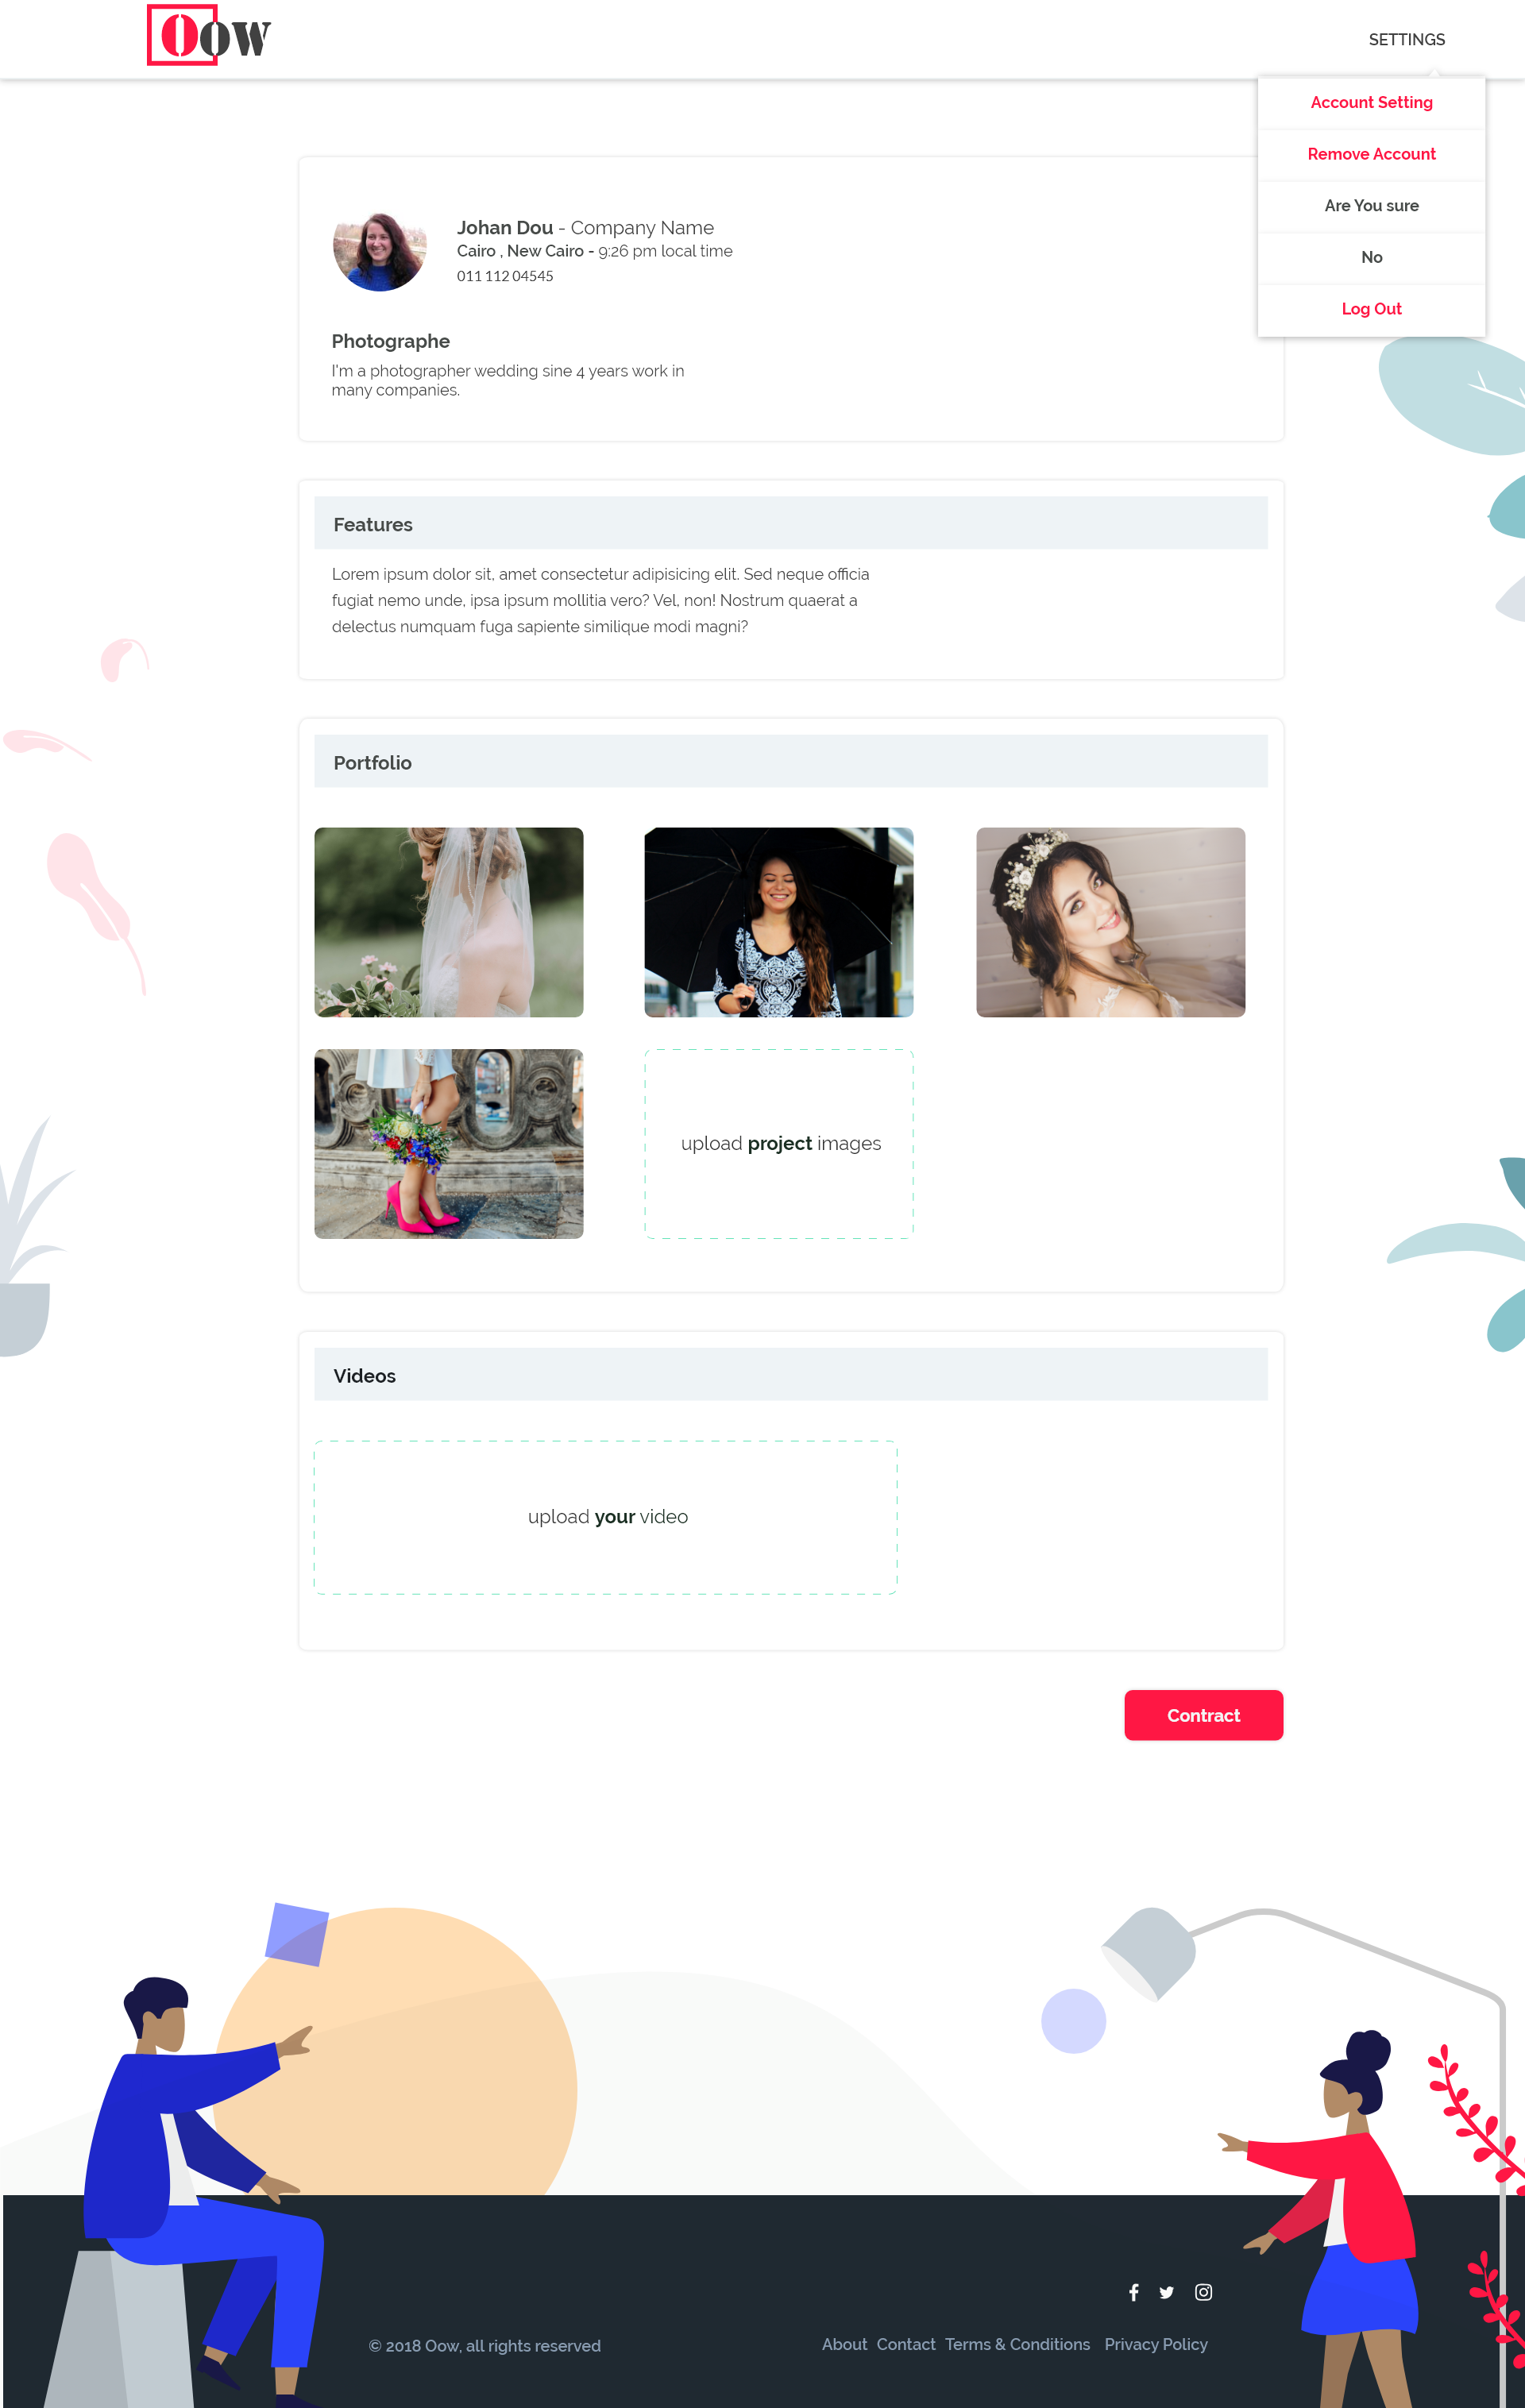 Oow
SETTINGS
Account Setting
Remove Account
Are You sure
No
Log Out
Johan Dou - Company Name
Cairo , New Cairo - 9:26 pm local time
011 112 04545
Photographe
I'm a photographer wedding sine 4 years work in
many companies.
Features
Lorem ipsum dolor sit, amet consectetur adipisicing elit. Sed neque officia
fugiat nemo unde, ipsa ipsum mollitia vero? Vel, non! Nostrum quaerat a
delectus numquam fuga sapiente similique modi magni?
Portfolio
upload project images
Videos
upload your video
Contract
© 2018 Oow, all rights reserved
About Contact Terms & Conditions Privacy Policy